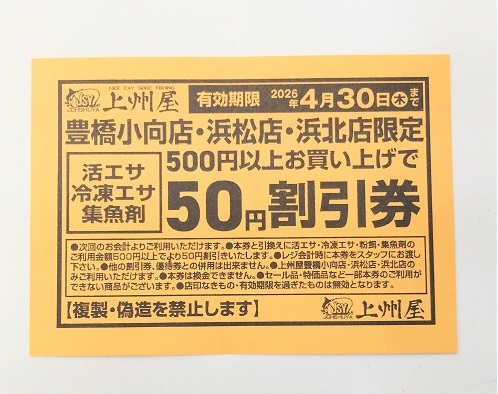 NICE DAY GOOD FISHING
JOHSHUYA 上州屋 有効期限 2026年4月30日(木)まで
豊橋小向店・浜松店・浜北店限定
活エサ
冷凍エサ
集魚剤
500円以上お買い上げで
50円割引券
●次回のお会計よりご利用いただけます。●本券と引換えに活エサ・冷凍エサ・粉餌・集魚剤の
ご利用金額500円以上でより50円割引きいたします。●レジ会計時に本券をスタッフにお渡し
下さい。●他の割引券、優待券との併用は出来ません。●上州屋豊橋小向店・浜松店・浜北店の
みご利用いただけます。●本券は換金できません。●セール品・特価品など一部本券のご利用が
できない商品がございます。●店印なきもの・有効期限を過ぎたものは無効となります。
【複製・偽造を禁止します】 JOHSHUYA 上州屋